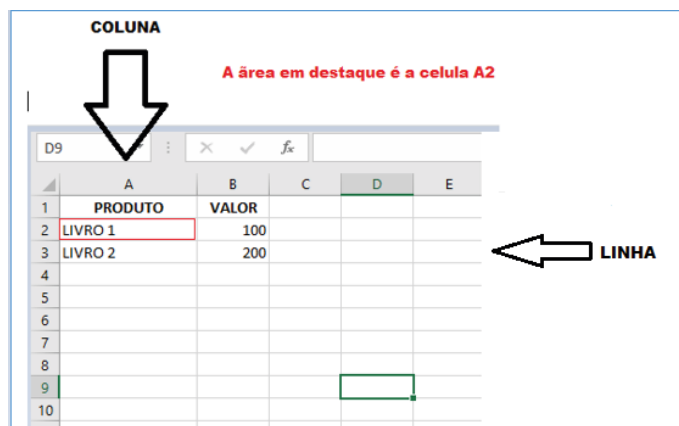 COLUNA
A ärea em destaque é a celula A2
D9 fx
A B C D E
1 PRODUTO VALOR
2 LIVRO 1 100
3 LIVRO 2 200
LINHA
4
5
6
7
8
9
10